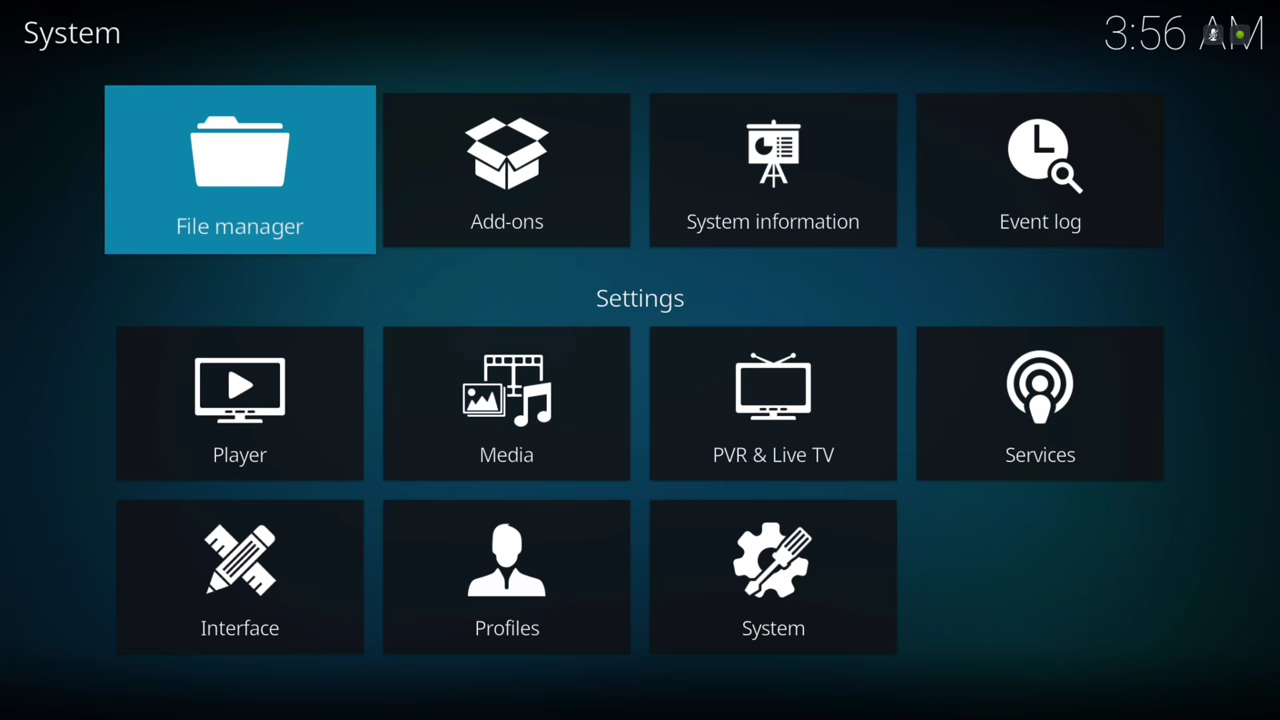 System
3:56 AM
File manager
Add-ons
System information
Event log
Settings
Player
Media
PVR & Live TV
Services
Interface
Profiles
System